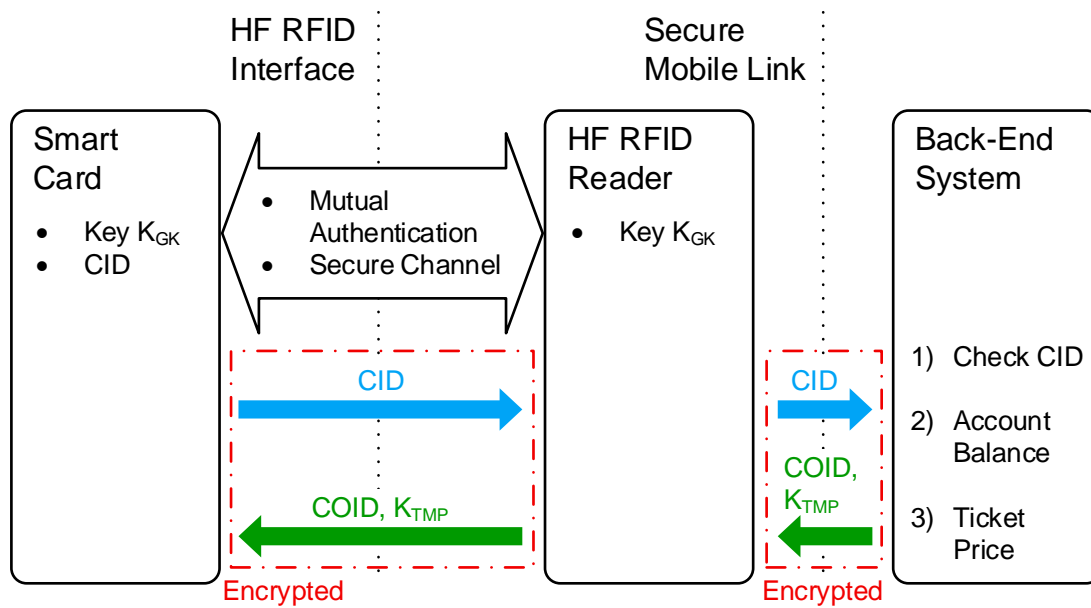 HF RFID
Interface
Secure
Mobile Link
Smart
Card
• Key K_GK
• CID
• Mutual
Authentication
• Secure Channel
HF RFID
Reader
• Key K_GK
Back-End
System
CID
COID, K_TMP
Encrypted
CID
COID,
K_TMP
Encrypted
1) Check CID
2) Account
Balance
3) Ticket
Price